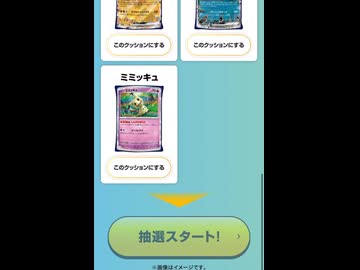 このクッションにする
このクッションにする
ミミッキュ
このクッションにする
抽選スタート!
※画像はイメージです。